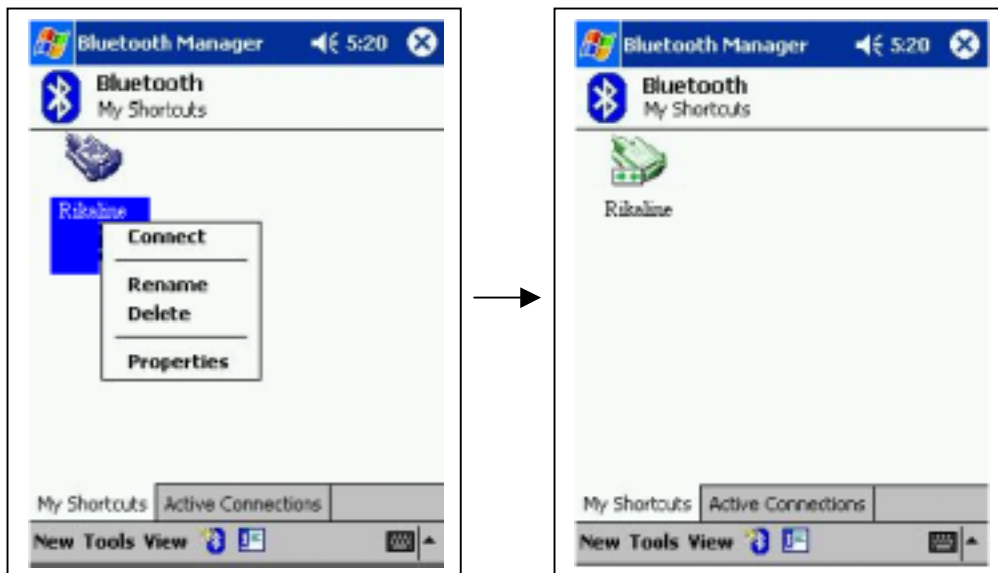 Bluetooth Manager 5:20
Bluetooth
My Shortcuts
Rikaline
Connect
Rename
Delete
Properties
My Shortcuts Active Connections
New Tools View
Bluetooth Manager 5:20
Bluetooth
My Shortcuts
Rikaline
My Shortcuts Active Connections
New Tools View